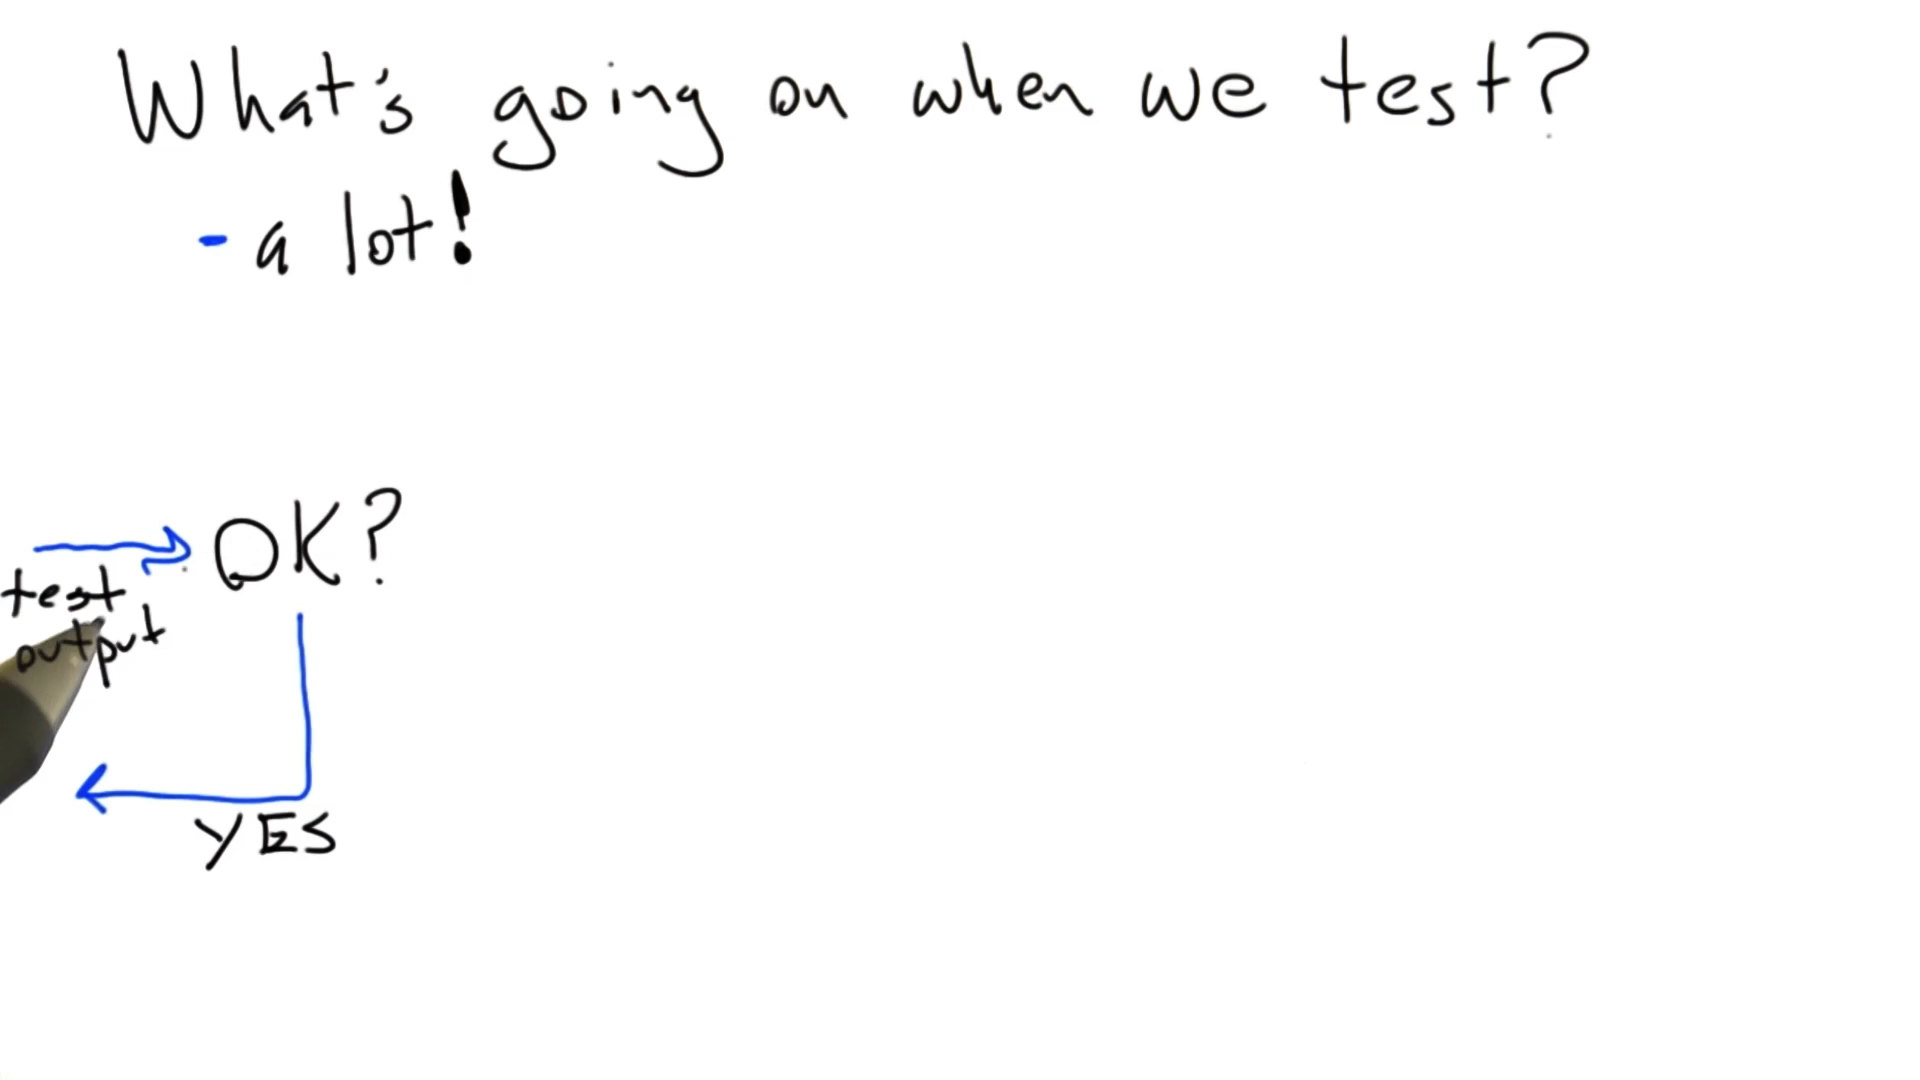 What's going on when we test?
- a lot!
OK?
test
output
YES